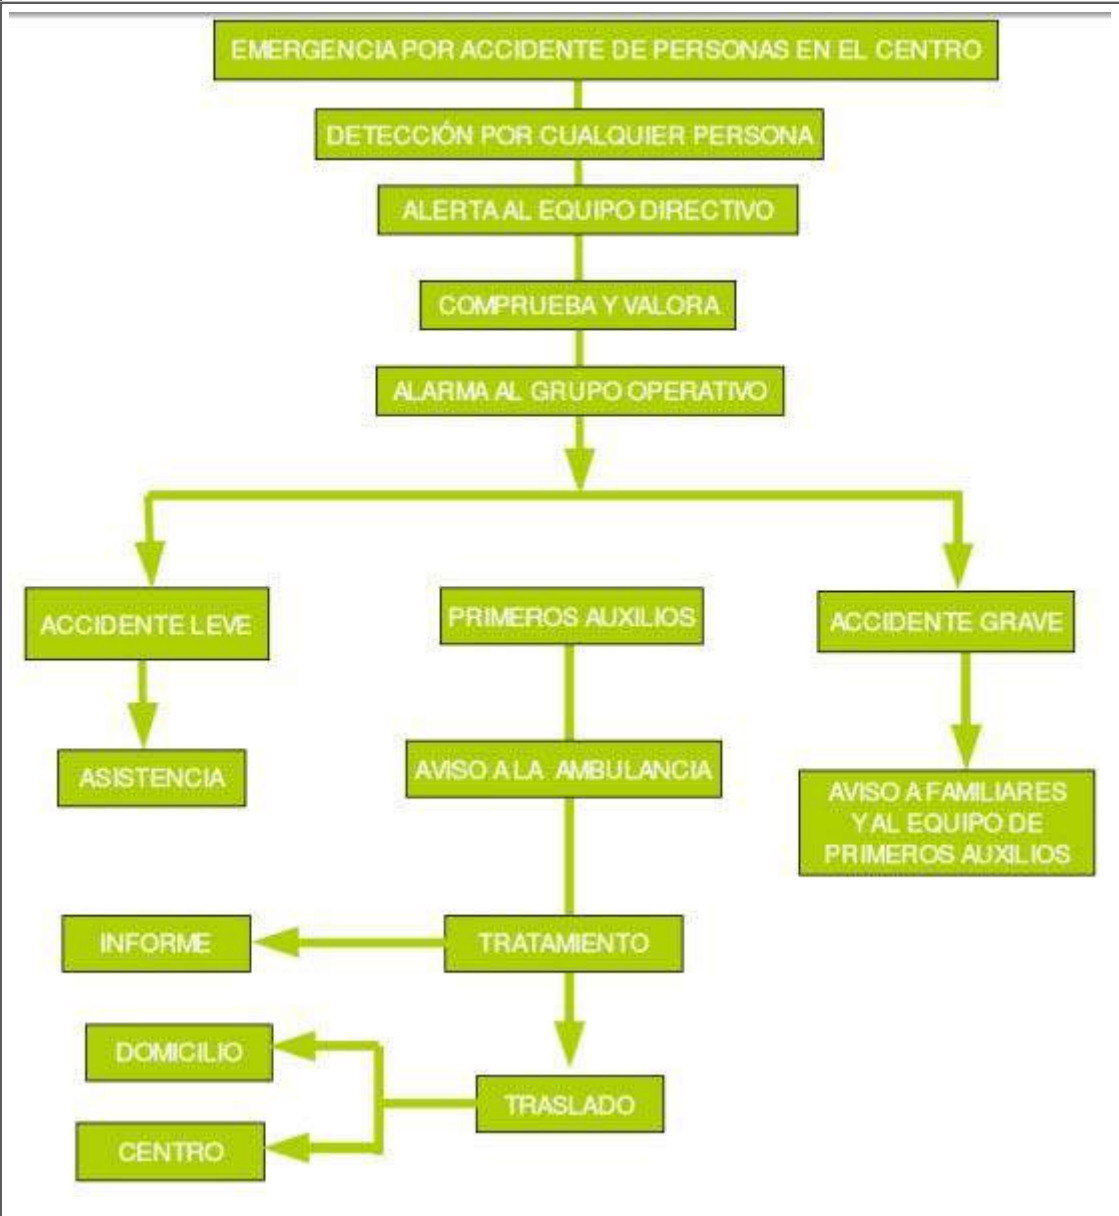 EMERGENCIA POR ACCIDENTE DE PERSONAS EN EL CENTRO
DETECCIÓN POR CUALQUIER PERSONA
ALERTA AL EQUIPO DIRECTIVO
COMPRUEBA Y VALORA
ALARMA AL GRUPO OPERATIVO
ACCIDENTE LEVE
PRIMEROS AUXILIOS
ACCIDENTE GRAVE
ASISTENCIA
AVISO A LA AMBULANCIA
AVISO A FAMILIARES
Y AL EQUIPO DE
PRIMEROS AUXILIOS
INFORME
TRATAMIENTO
DOMICILIO
TRASLADO
CENTRO